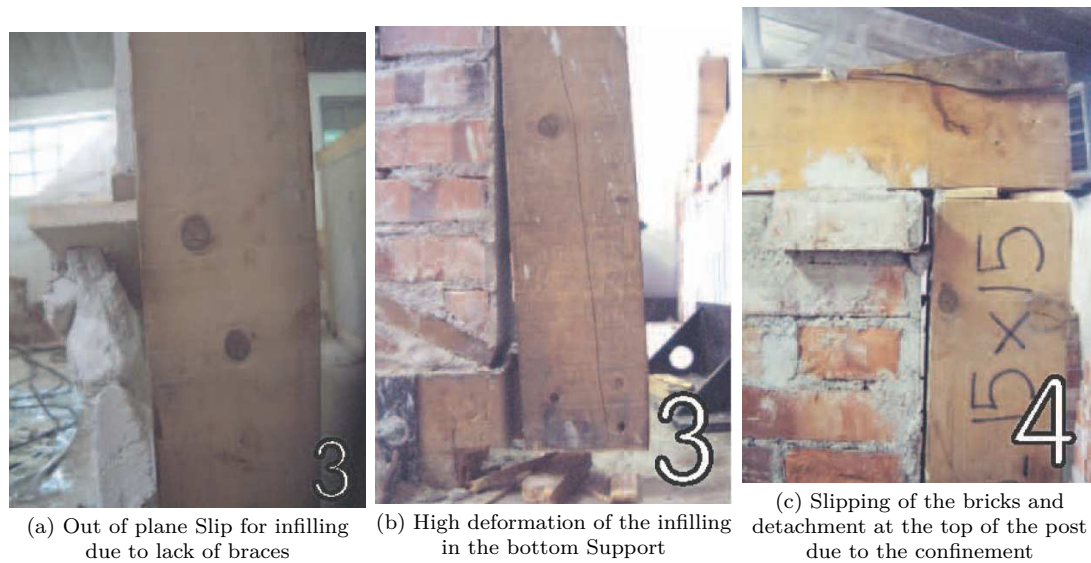 3
3
15 x 15
4
(a) Out of plane Slip for infilling
due to lack of braces
(b) High deformation of the infilling
in the bottom Support
(c) Slipping of the bricks and
detachment at the top of the post
due to the confinement